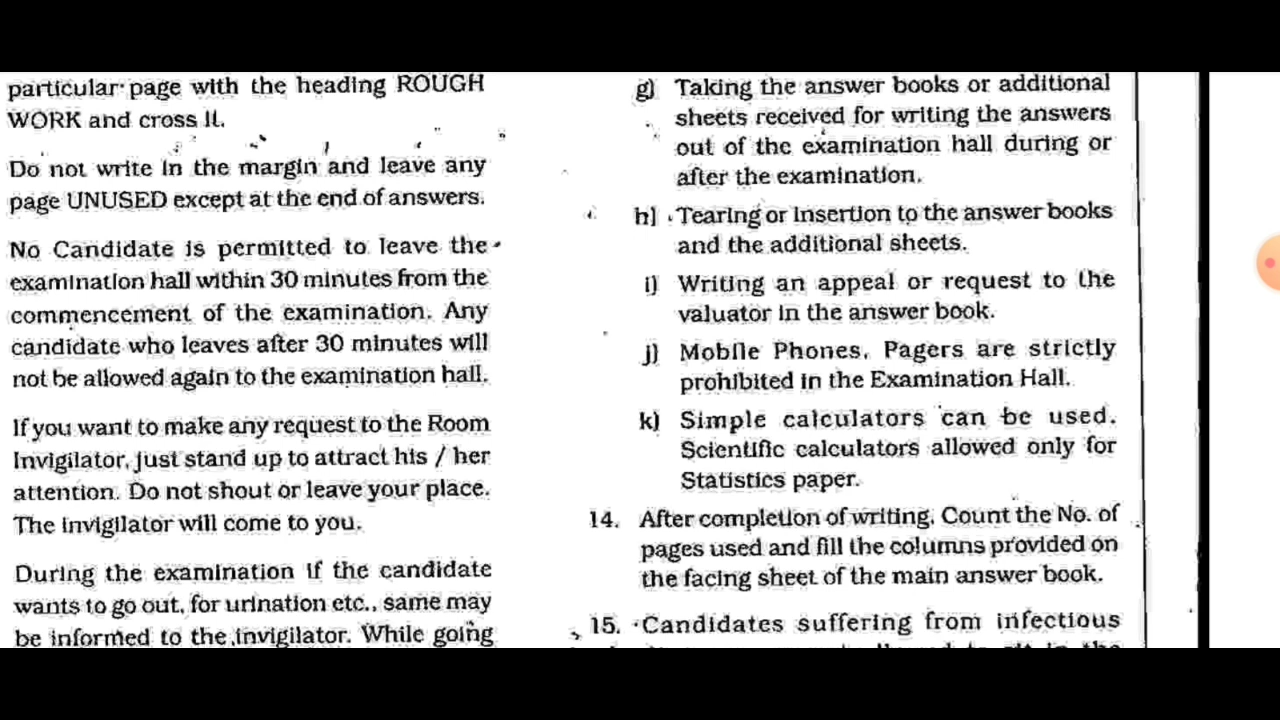 particular page with the heading ROUGH
WORK and cross it.
Do not write in the margin and leave any
page UNUSED except at the end of answers.
No Candidate is permitted to leave the
examination hall within 30 minutes from the
commencement of the examination. Any
candidate who leaves after 30 minutes will
not be allowed again to the examination hall.
If you want to make any request to the Room
Invigilator, just stand up to attract his / her
attention. Do not shout or leave your place.
The invigilator will come to you.
During the examination if the candidate
wants to go out, for urination etc., same may
be informed to the invigilator. While going
g) Taking the answer books or additional
sheets received for writing the answers
out of the examination hall during or
after the examination.
h) Tearing or insertion to the answer books
and the additional sheets.
i) Writing an appeal or request to the
valuator in the answer book.
j) Mobile Phones, Pagers are strictly
prohibited in the Examination Hall.
k) Simple calculators can be used.
Scientific calculators allowed only for
Statistics paper.
14. After completion of writing, Count the No. of
pages used and fill the columns provided on
the facing sheet of the main answer book.
15. Candidates suffering from infectious